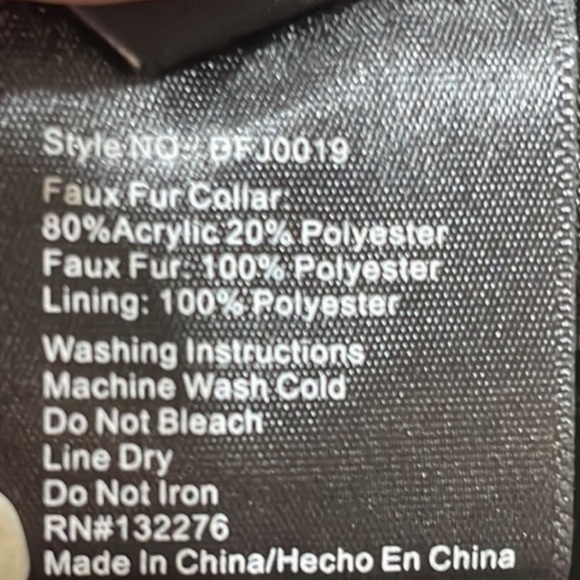 Style NO.: DFJ0019
Faux Fur Collar:
80%Acrylic 20% Polyester
Faux Fur: 100% Polyester
Lining: 100% Polyester
Washing Instructions
Machine Wash Cold
Do Not Bleach
Line Dry
Do Not Iron
RN#132276
Made In China/Hecho En China